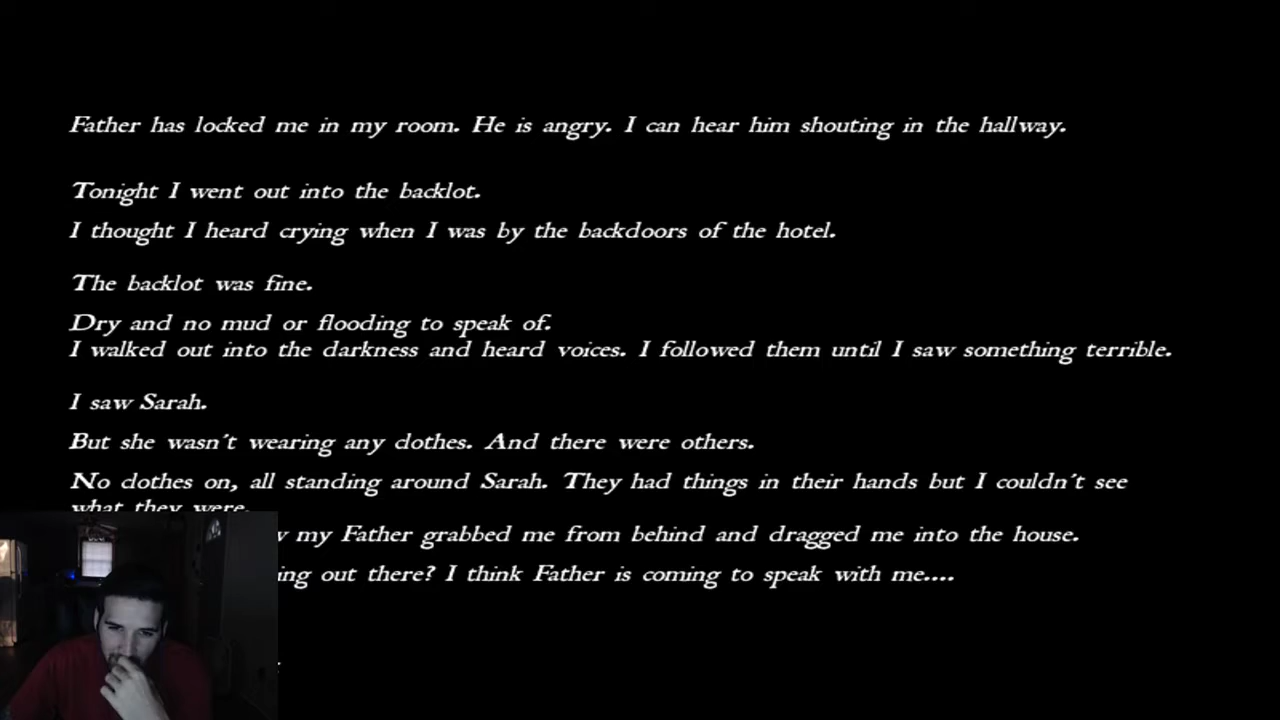 Father has locked me in my room. He is angry. I can hear him shouting in the hallway.
Tonight I went out into the backlot.
I thought I heard crying when I was by the backdoors of the hotel.
The backlot was fine.
Dry and no mud or flooding to speak of.
I walked out into the darkness and heard voices. I followed them until I saw something terrible.
I saw Sarah.
But she wasn't wearing any clothes. And there were others.
No clothes on, all standing around Sarah. They had things in their hands but I couldn't see
what they were.
my Father grabbed me from behind and dragged me into the house.
out there? I think Father is coming to speak with me....